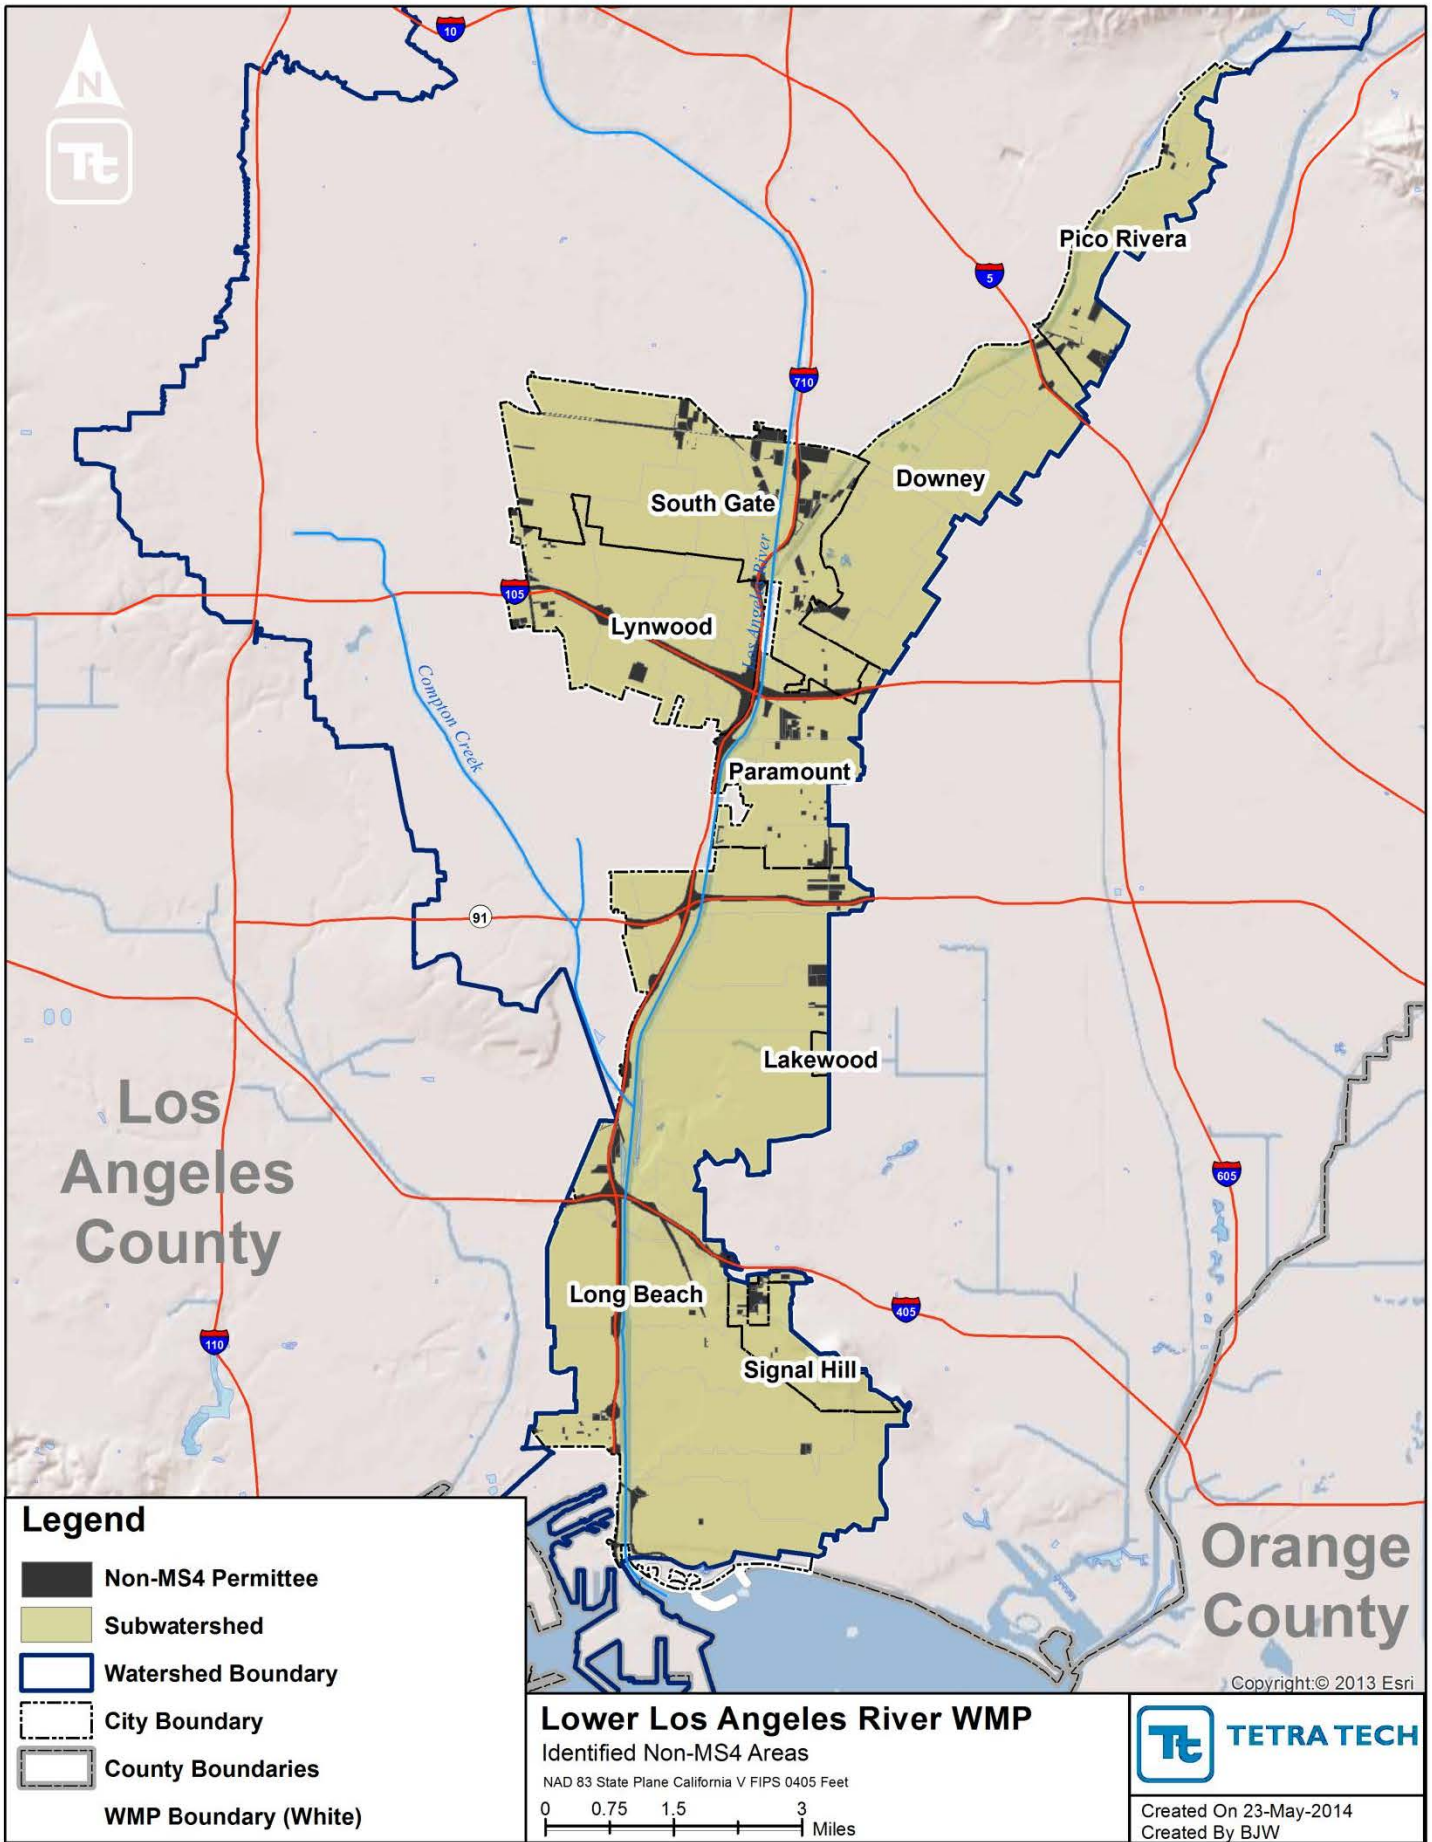 10
N
Tt
Pico Rivera
5
710
Downey
South Gate
Los Angeles River
105
Lynwood
Compton Creek
Paramount
91
Lakewood
Los
Angeles
County
605
Long Beach
405
110
Signal Hill
Orange
County
Copyright:© 2013 Esri
Legend
Non-MS4 Permittee
Subwatershed
Watershed Boundary
City Boundary
County Boundaries
WMP Boundary (White)
Lower Los Angeles River WMP
Identified Non-MS4 Areas
NAD 83 State Plane California V FIPS 0405 Feet
0 0.75 1.5 3
Miles
Tt TETRA TECH
Created On 23-May-2014
Created By BJW